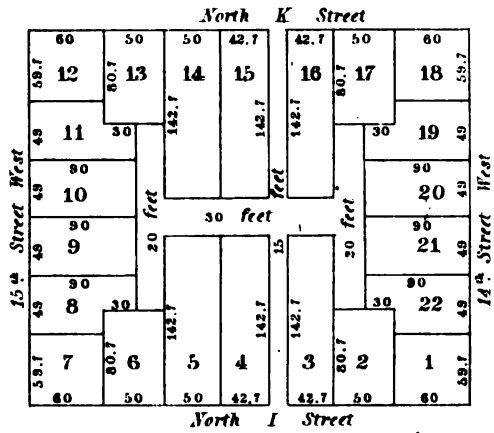 North K Street
60 50 50 42.7 42.7 50 60
59.7 12 80.7 13 14 15 16 80.7 17 18 59.7
142.7 142.7 142.7
49 11 30 30 19 49
90 90
49 10 20 49
feet
90 90
feet 30 feet feet
49 9 20 15 20 21 49
90 90
49 8 30 30 22 49
142.7 142.7 142.7
59.7 7 80.7 6 5 4 3 80.7 2 1 59.7
60 50 50 42.7 42.7 50 60
North I Street
15th Street West
14th Street West